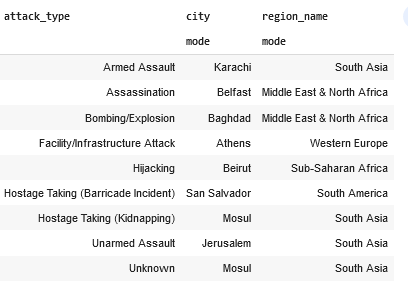 attack_type city region_name
mode mode
Armed Assault Karachi South Asia
Assassination Belfast Middle East & North Africa
Bombing/Explosion Baghdad Middle East & North Africa
Facility/Infrastructure Attack Athens Western Europe
Hijacking Beirut Sub-Saharan Africa
Hostage Taking (Barricade Incident) San Salvador South America
Hostage Taking (Kidnapping) Mosul South Asia
Unarmed Assault Jerusalem South Asia
Unknown Mosul South Asia